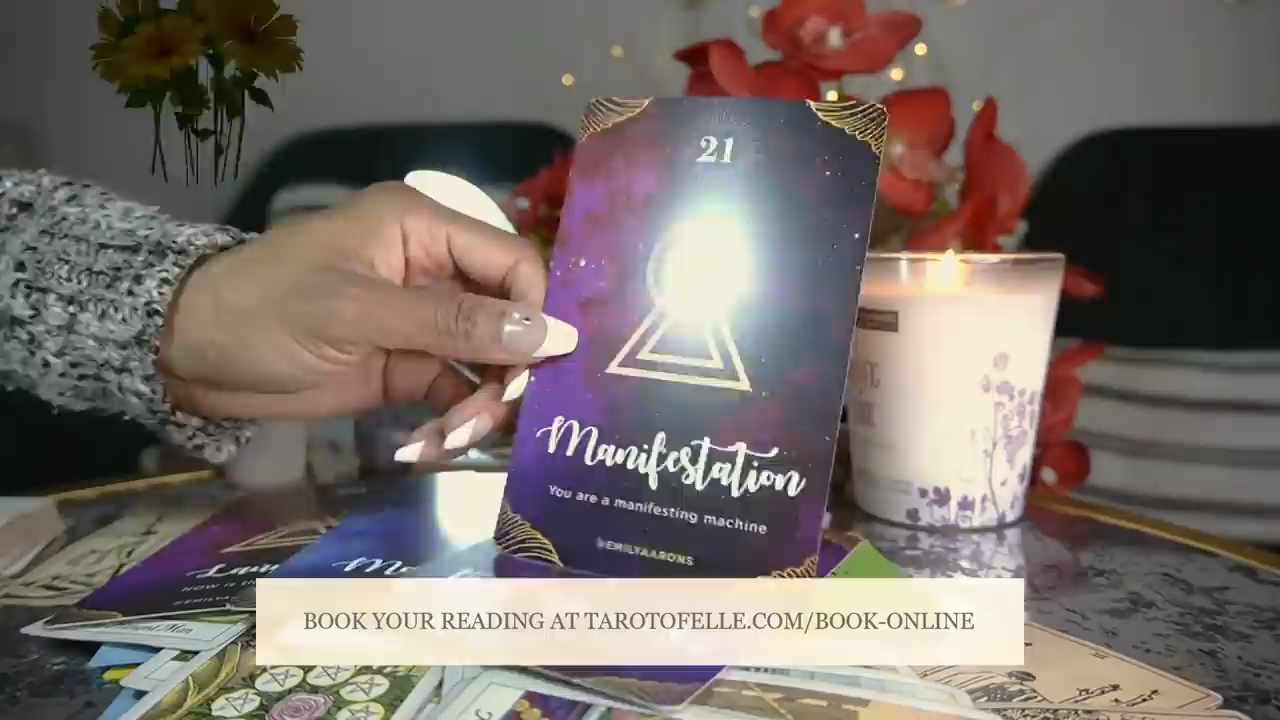 21
Manifestation
You are a manifesting machine
@EMILYAARONS
BOOK YOUR READING AT TAROTOFELLE.COM/BOOK-ONLINE